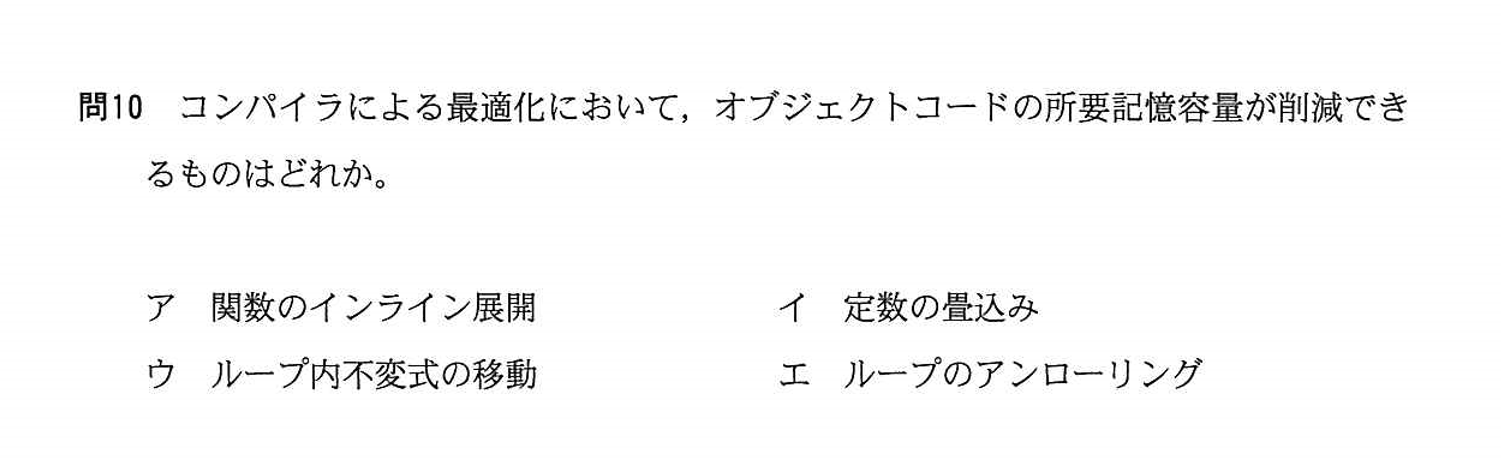 問10　コンパイラによる最適化において，オブジェクトコードの所要記憶容量が削減でき
るものはどれか。
ア　関数のインライン展開　イ　定数の畳込み
ウ　ループ内不変式の移動　エ　ループのアンローリング